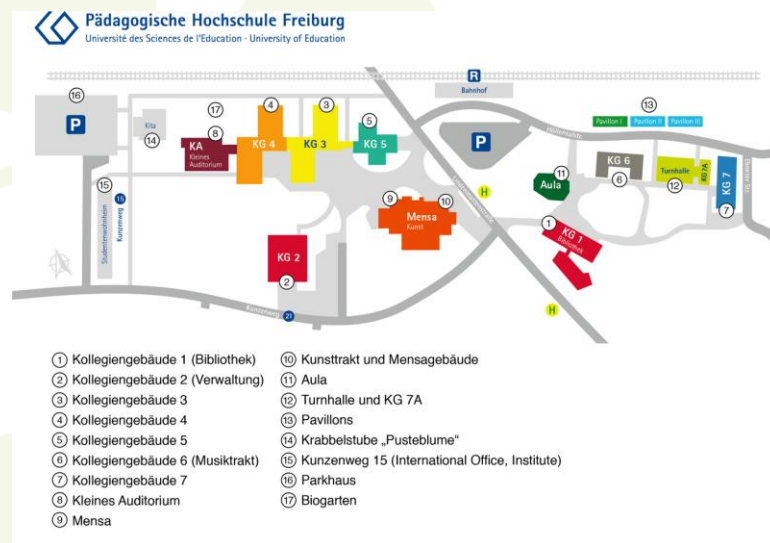 Pädagogische Hochschule Freiburg
Université des Sciences de l'Education · University of Education
R
Bahnhof
16
P
17
4
3
5
13
Pavillon I
Pavillon II
Pavillon III
Kita
14
8
KA
Kleines
Auditorium
KG 4
KG 3
KG 5
P
Höllentalstr.
11
Aula
KG 6
6
Turnhalle
KG 7A
12
KG 7
7
15
15
Kunzenweg
Studentenwohnheim
9
10
Mensa
Kunst
H
1
KG 1
Bibliothek
KG 2
2
Kunzenweg
21
H
1 Kollegiengebäude 1 (Bibliothek)
2 Kollegiengebäude 2 (Verwaltung)
3 Kollegiengebäude 3
4 Kollegiengebäude 4
5 Kollegiengebäude 5
6 Kollegiengebäude 6 (Musiktrakt)
7 Kollegiengebäude 7
8 Kleines Auditorium
9 Mensa
10 Kunsttrakt und Mensagebäude
11 Aula
12 Turnhalle und KG 7A
13 Pavillons
14 Krabbelstube „Pusteblume“
15 Kunzenweg 15 (International Office, Institute)
16 Parkhaus
17 Biogarten